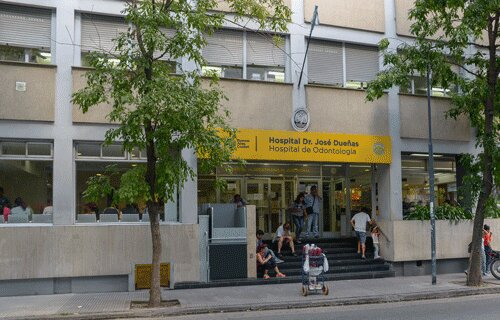 Hospital Dr. José Dueñas
Hospital de Odontología